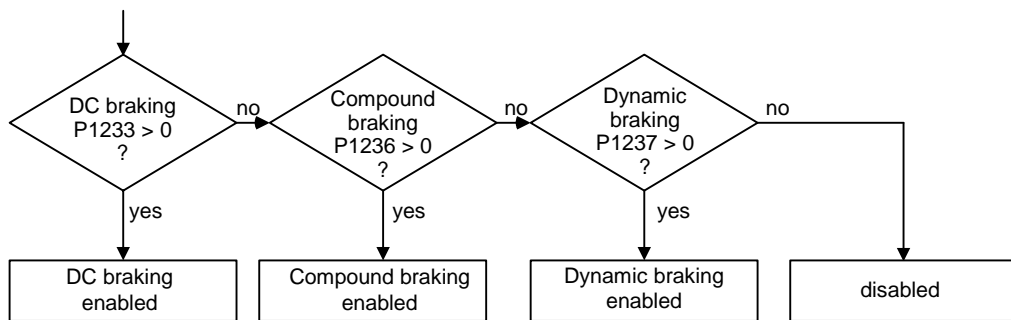 DC braking
P1233 > 0
?
no
Compound
braking
P1236 > 0
?
no
Dynamic
braking
P1237 > 0
?
no
yes
yes
yes
DC braking
enabled
Compound braking
enabled
Dynamic braking
enabled
disabled